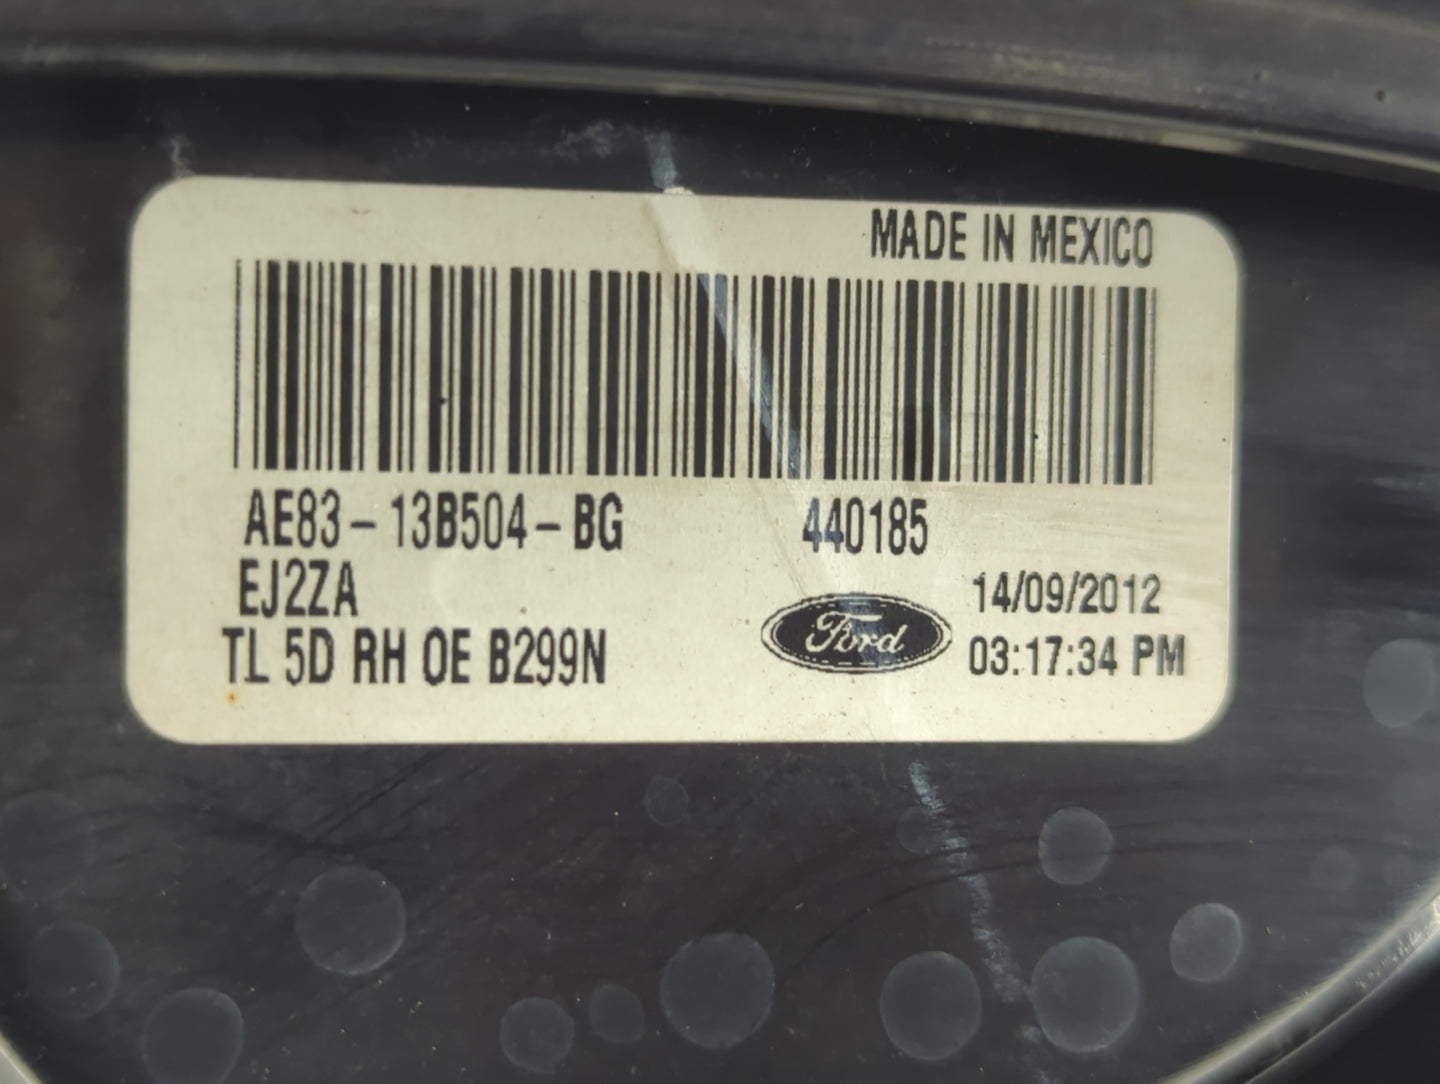 MADE IN MEXICO
AE83-13B504-BG 440185
EJ2ZA 14/09/2012
TL 5D RH OE B299N Ford 03:17:34 PM